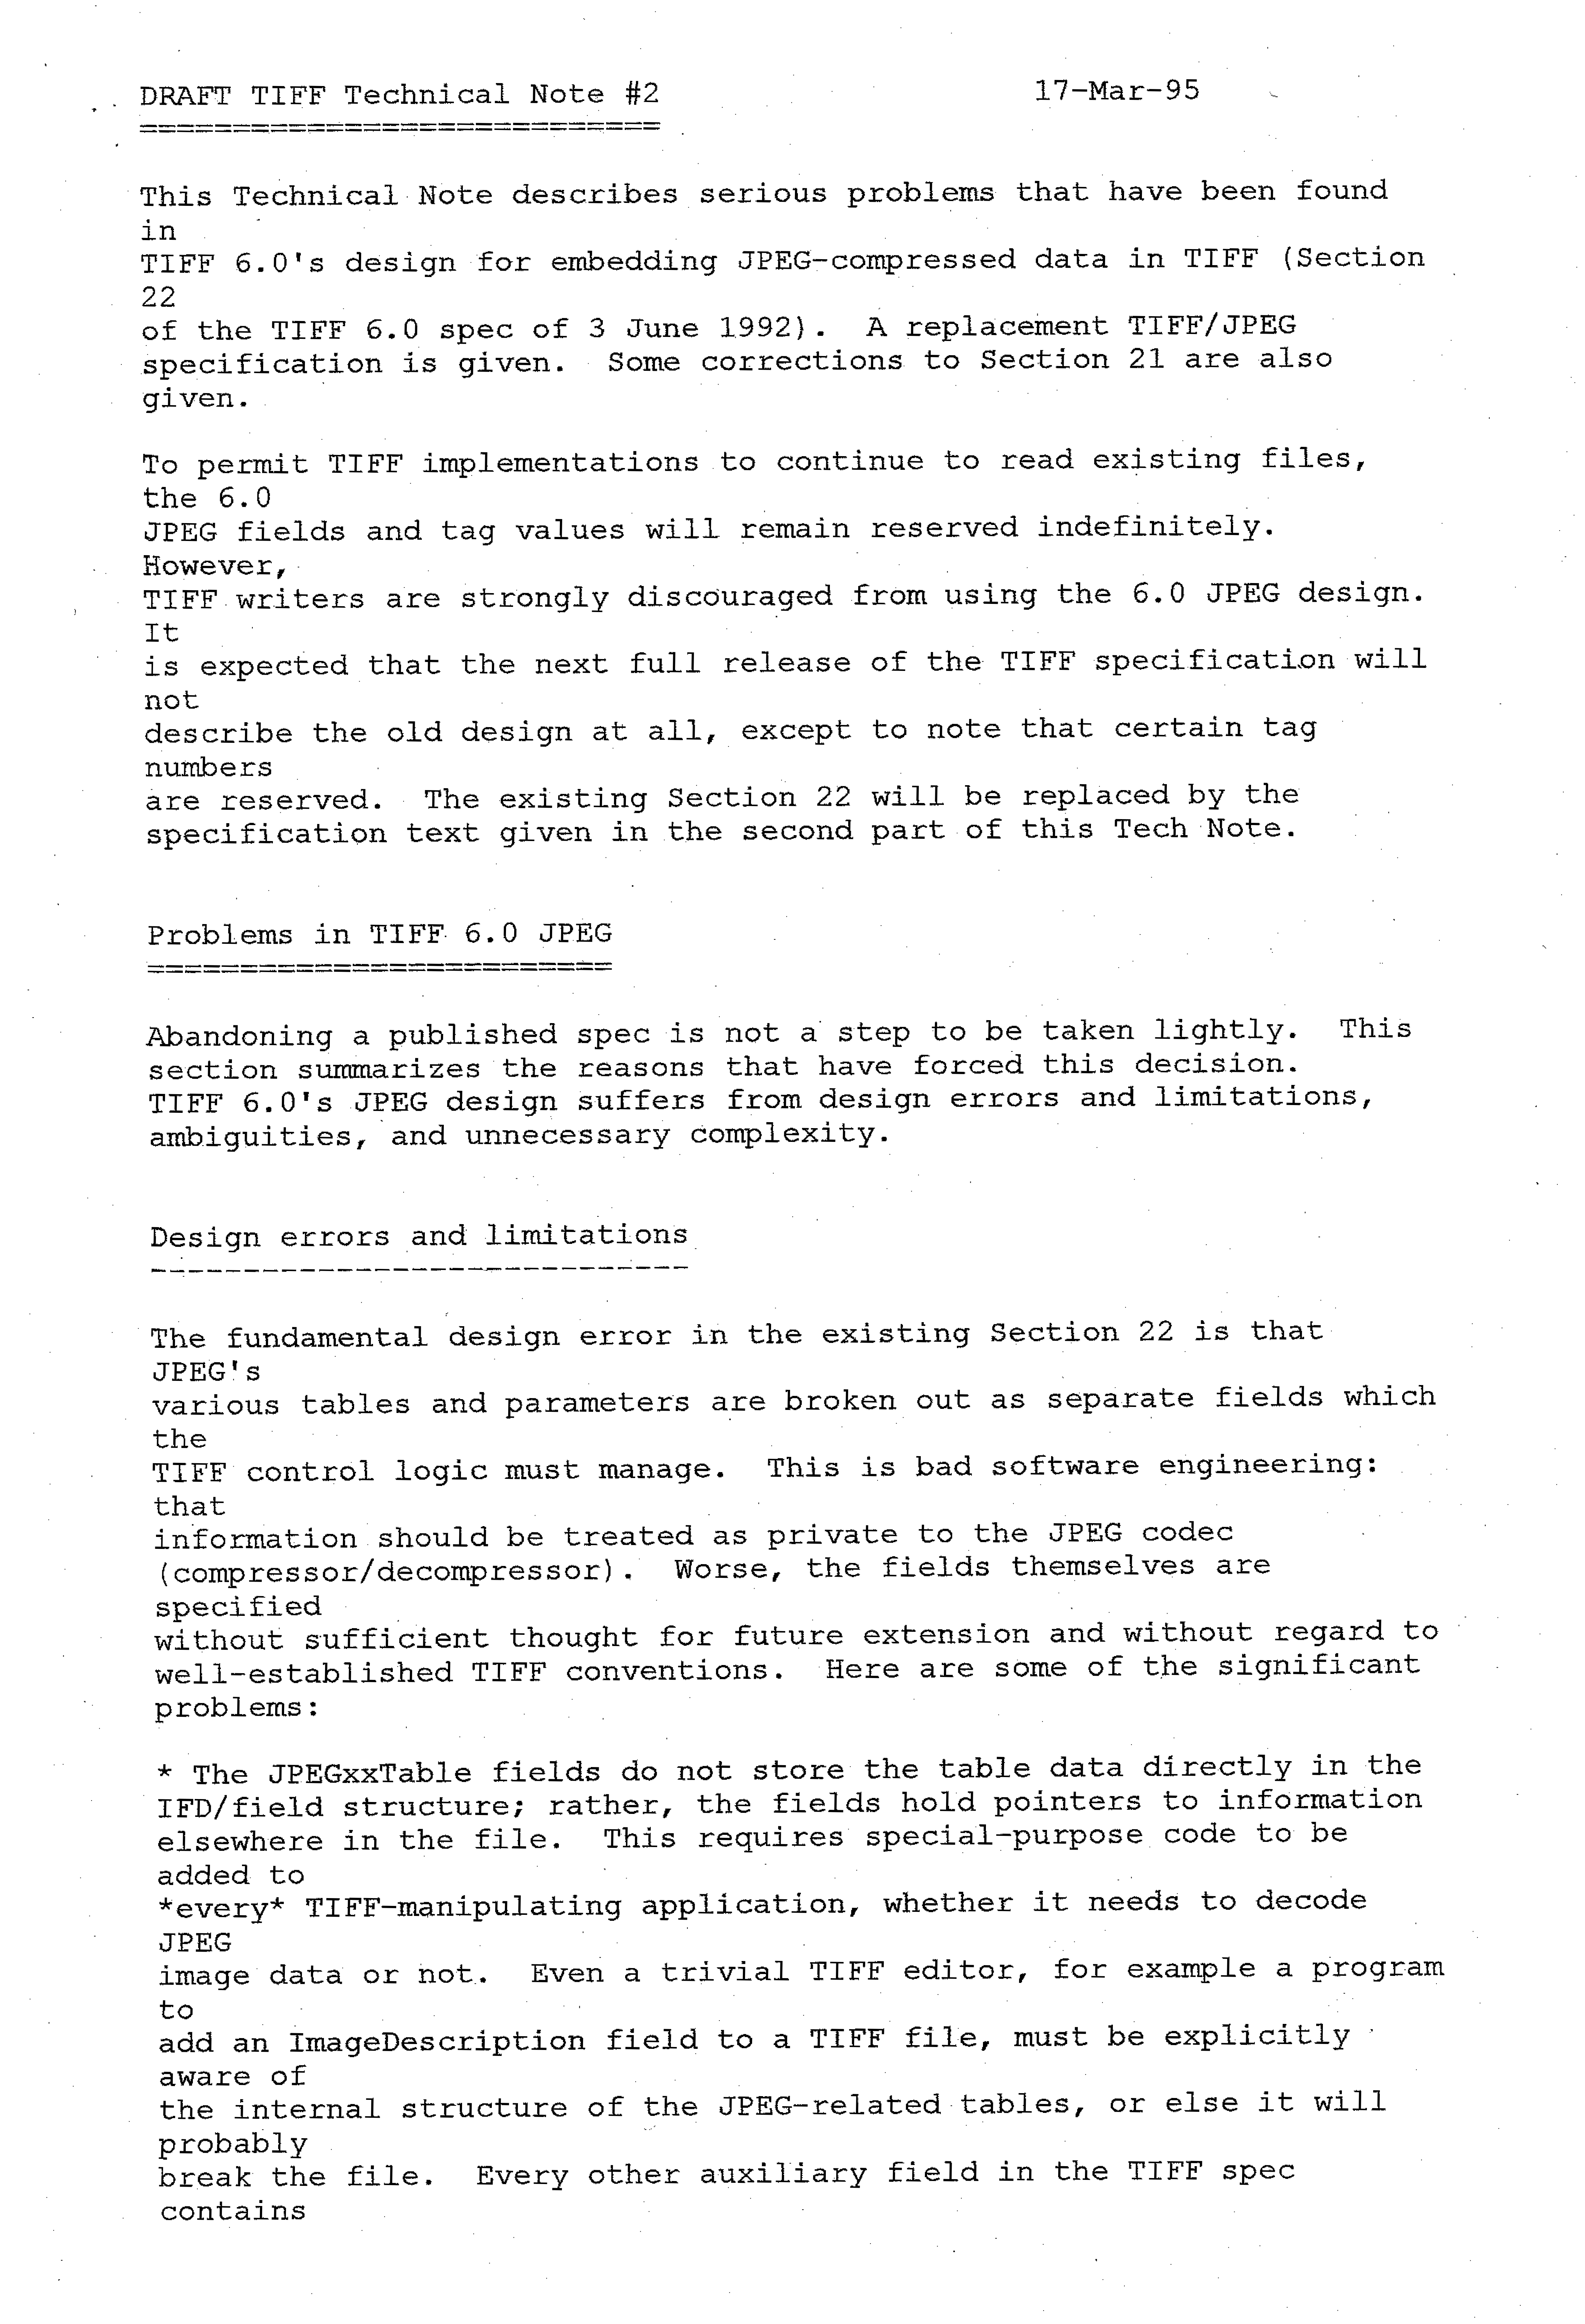 DRAFT TIFF Technical Note #2 17-Mar-95
============================
This Technical Note describes serious problems that have been found
in
TIFF 6.0's design for embedding JPEG-compressed data in TIFF (Section
22
of the TIFF 6.0 spec of 3 June 1992). A replacement TIFF/JPEG
specification is given. Some corrections to Section 21 are also
given.
To permit TIFF implementations to continue to read existing files,
the 6.0
JPEG fields and tag values will remain reserved indefinitely.
However,
TIFF writers are strongly discouraged from using the 6.0 JPEG design.
It
is expected that the next full release of the TIFF specification will
not
describe the old design at all, except to note that certain tag
numbers
are reserved. The existing Section 22 will be replaced by the
specification text given in the second part of this Tech Note.
Problems in TIFF 6.0 JPEG
=========================
Abandoning a published spec is not a step to be taken lightly. This
section summarizes the reasons that have forced this decision.
TIFF 6.0's JPEG design suffers from design errors and limitations,
ambiguities, and unnecessary complexity.
Design errors and limitations
-----------------------------
The fundamental design error in the existing Section 22 is that
JPEG's
various tables and parameters are broken out as separate fields which
the
TIFF control logic must manage. This is bad software engineering:
that
information should be treated as private to the JPEG codec
(compressor/decompressor). Worse, the fields themselves are
specified
without sufficient thought for future extension and without regard to
well-established TIFF conventions. Here are some of the significant
problems:
* The JPEGxxTable fields do not store the table data directly in the
IFD/field structure; rather, the fields hold pointers to information
elsewhere in the file. This requires special-purpose code to be
added to
*every* TIFF-manipulating application, whether it needs to decode
JPEG
image data or not. Even a trivial TIFF editor, for example a program
to
add an ImageDescription field to a TIFF file, must be explicitly
aware of
the internal structure of the JPEG-related tables, or else it will
probably
break the file. Every other auxiliary field in the TIFF spec
contains